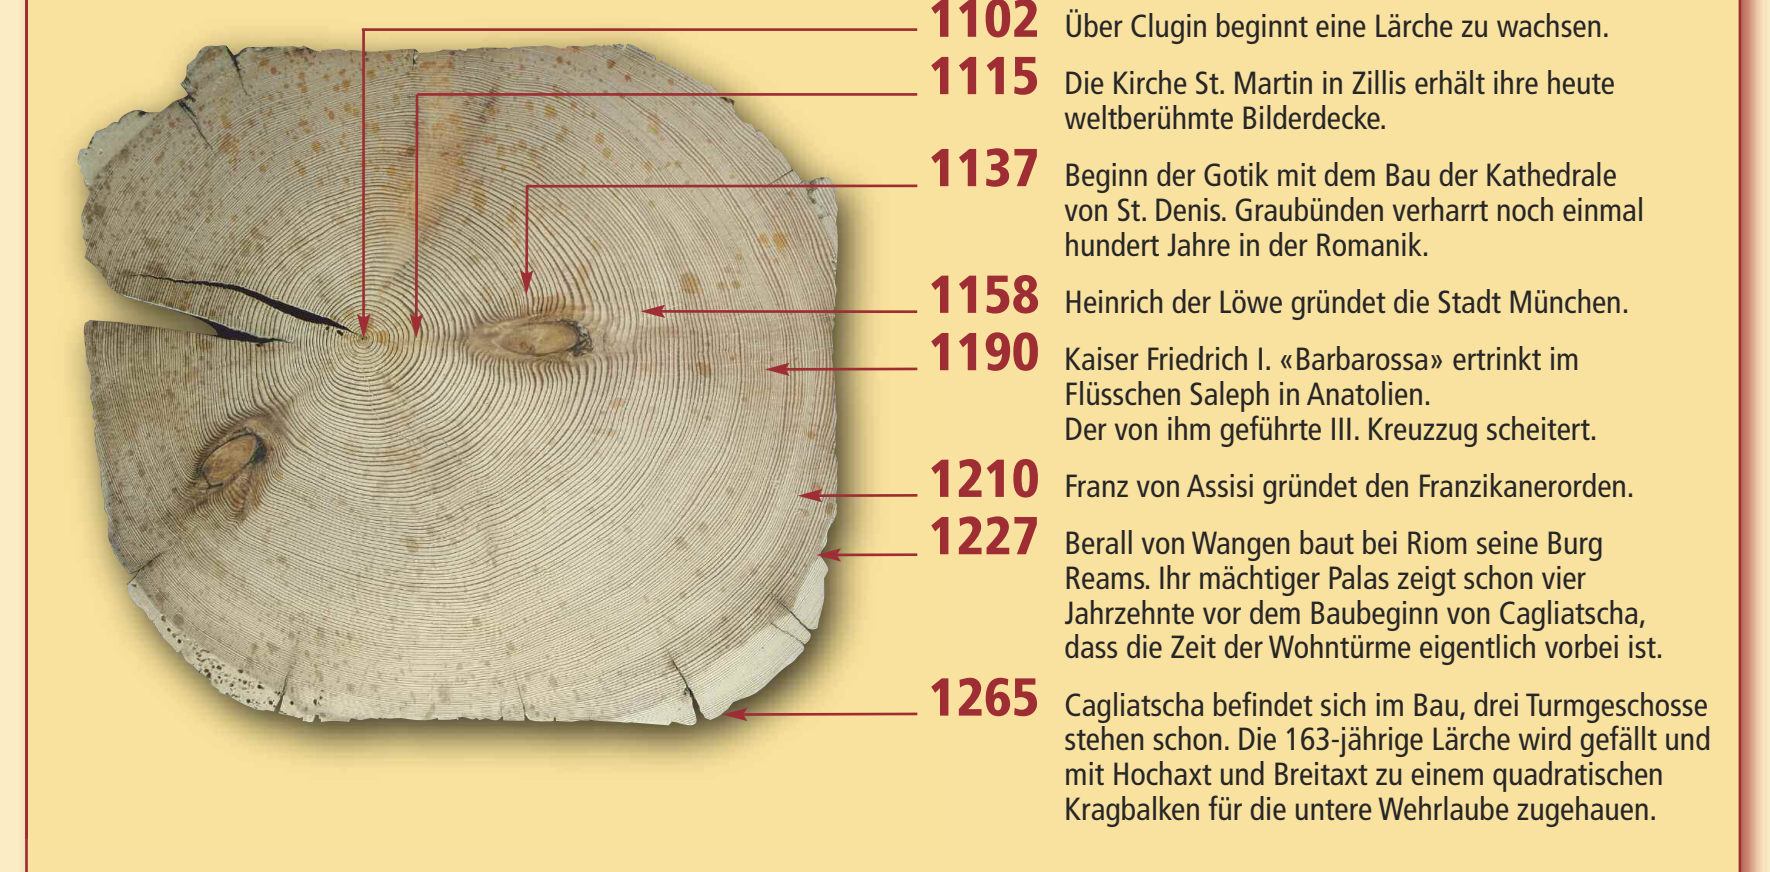 1102 Über Clugin beginnt eine Lärche zu wachsen.
1115 Die Kirche St. Martin in Zillis erhält ihre heute
weltberühmte Bilderdecke.
1137 Beginn der Gotik mit dem Bau der Kathedrale
von St. Denis. Graubünden verharrt noch einmal
hundert Jahre in der Romanik.
1158 Heinrich der Löwe gründet die Stadt München.
1190 Kaiser Friedrich I. «Barbarossa» ertrinkt im
Flüsschen Saleph in Anatolien.
Der von ihm geführte III. Kreuzzug scheitert.
1210 Franz von Assisi gründet den Franzikanerorden.
1227 Berall von Wangen baut bei Riom seine Burg
Reams. Ihr mächtiger Palas zeigt schon vier
Jahrzehnte vor dem Baubeginn von Cagliatscha,
dass die Zeit der Wohntürme eigentlich vorbei ist.
1265 Cagliatscha befindet sich im Bau, drei Turmgeschosse
stehen schon. Die 163-jährige Lärche wird gefällt und
mit Hochaxt und Breitaxt zu einem quadratischen
Kragbalken für die untere Wehrlaube zugehauen.